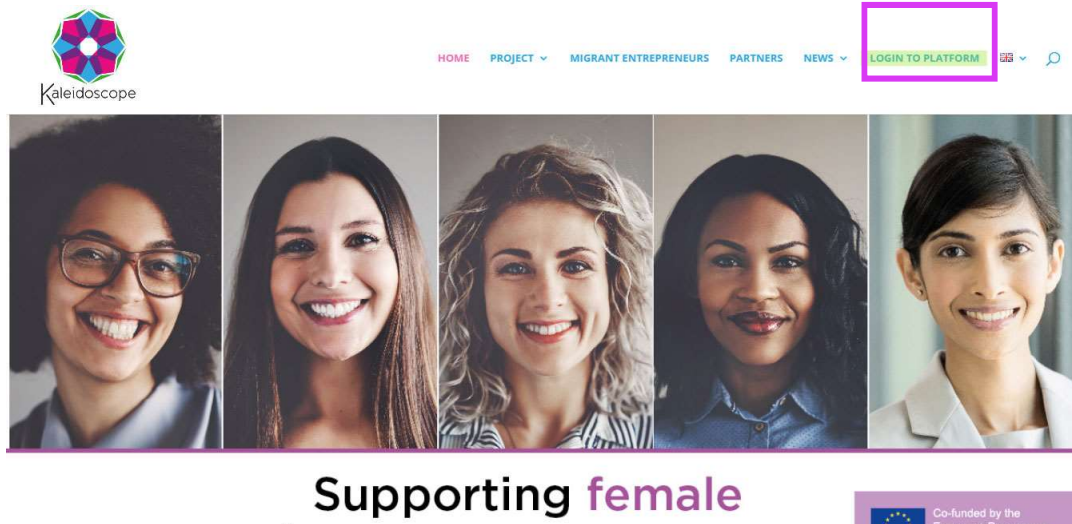 Kaleidoscope
HOME PROJECT MIGRANT ENTREPRENEURS PARTNERS NEWS LOGIN TO PLATFORM
Supporting female
Co-funded by the